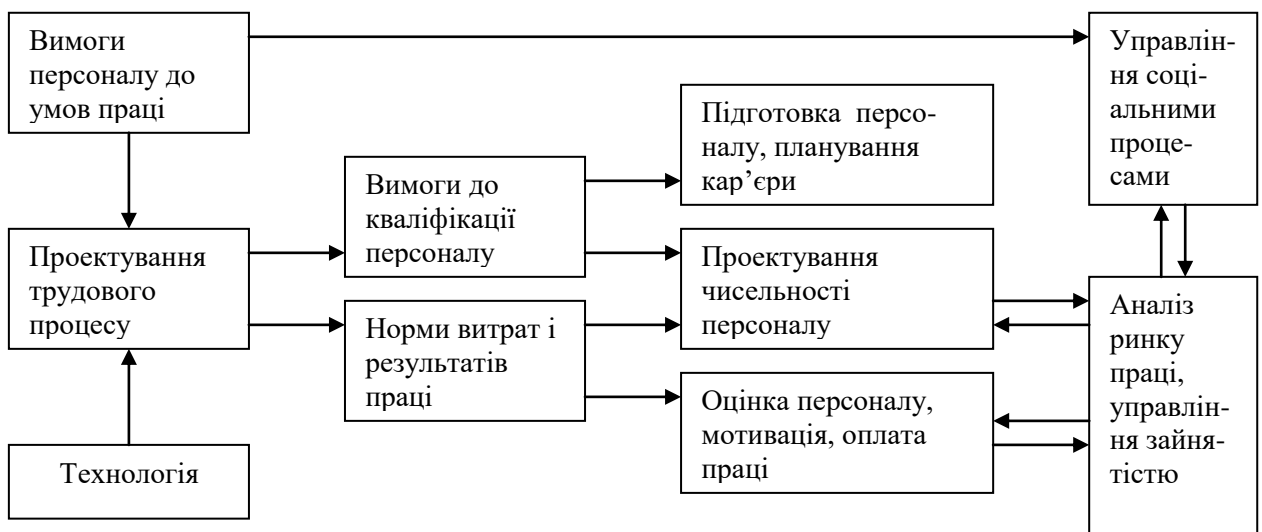 Вимоги
персоналу до
умов праці
Управлін-
ня соці-
альними
проце-
сами
Підготовка персо-
налу, планування
кар’єри
Вимоги до
кваліфікації
персоналу
Проектування
трудового
процесу
Проектування
чисельності
персоналу
Аналіз
ринку
праці,
управлін-
ня зайня-
тістю
Норми витрат і
результатів
праці
Оцінка персоналу,
мотивація, оплата
праці
Технологія